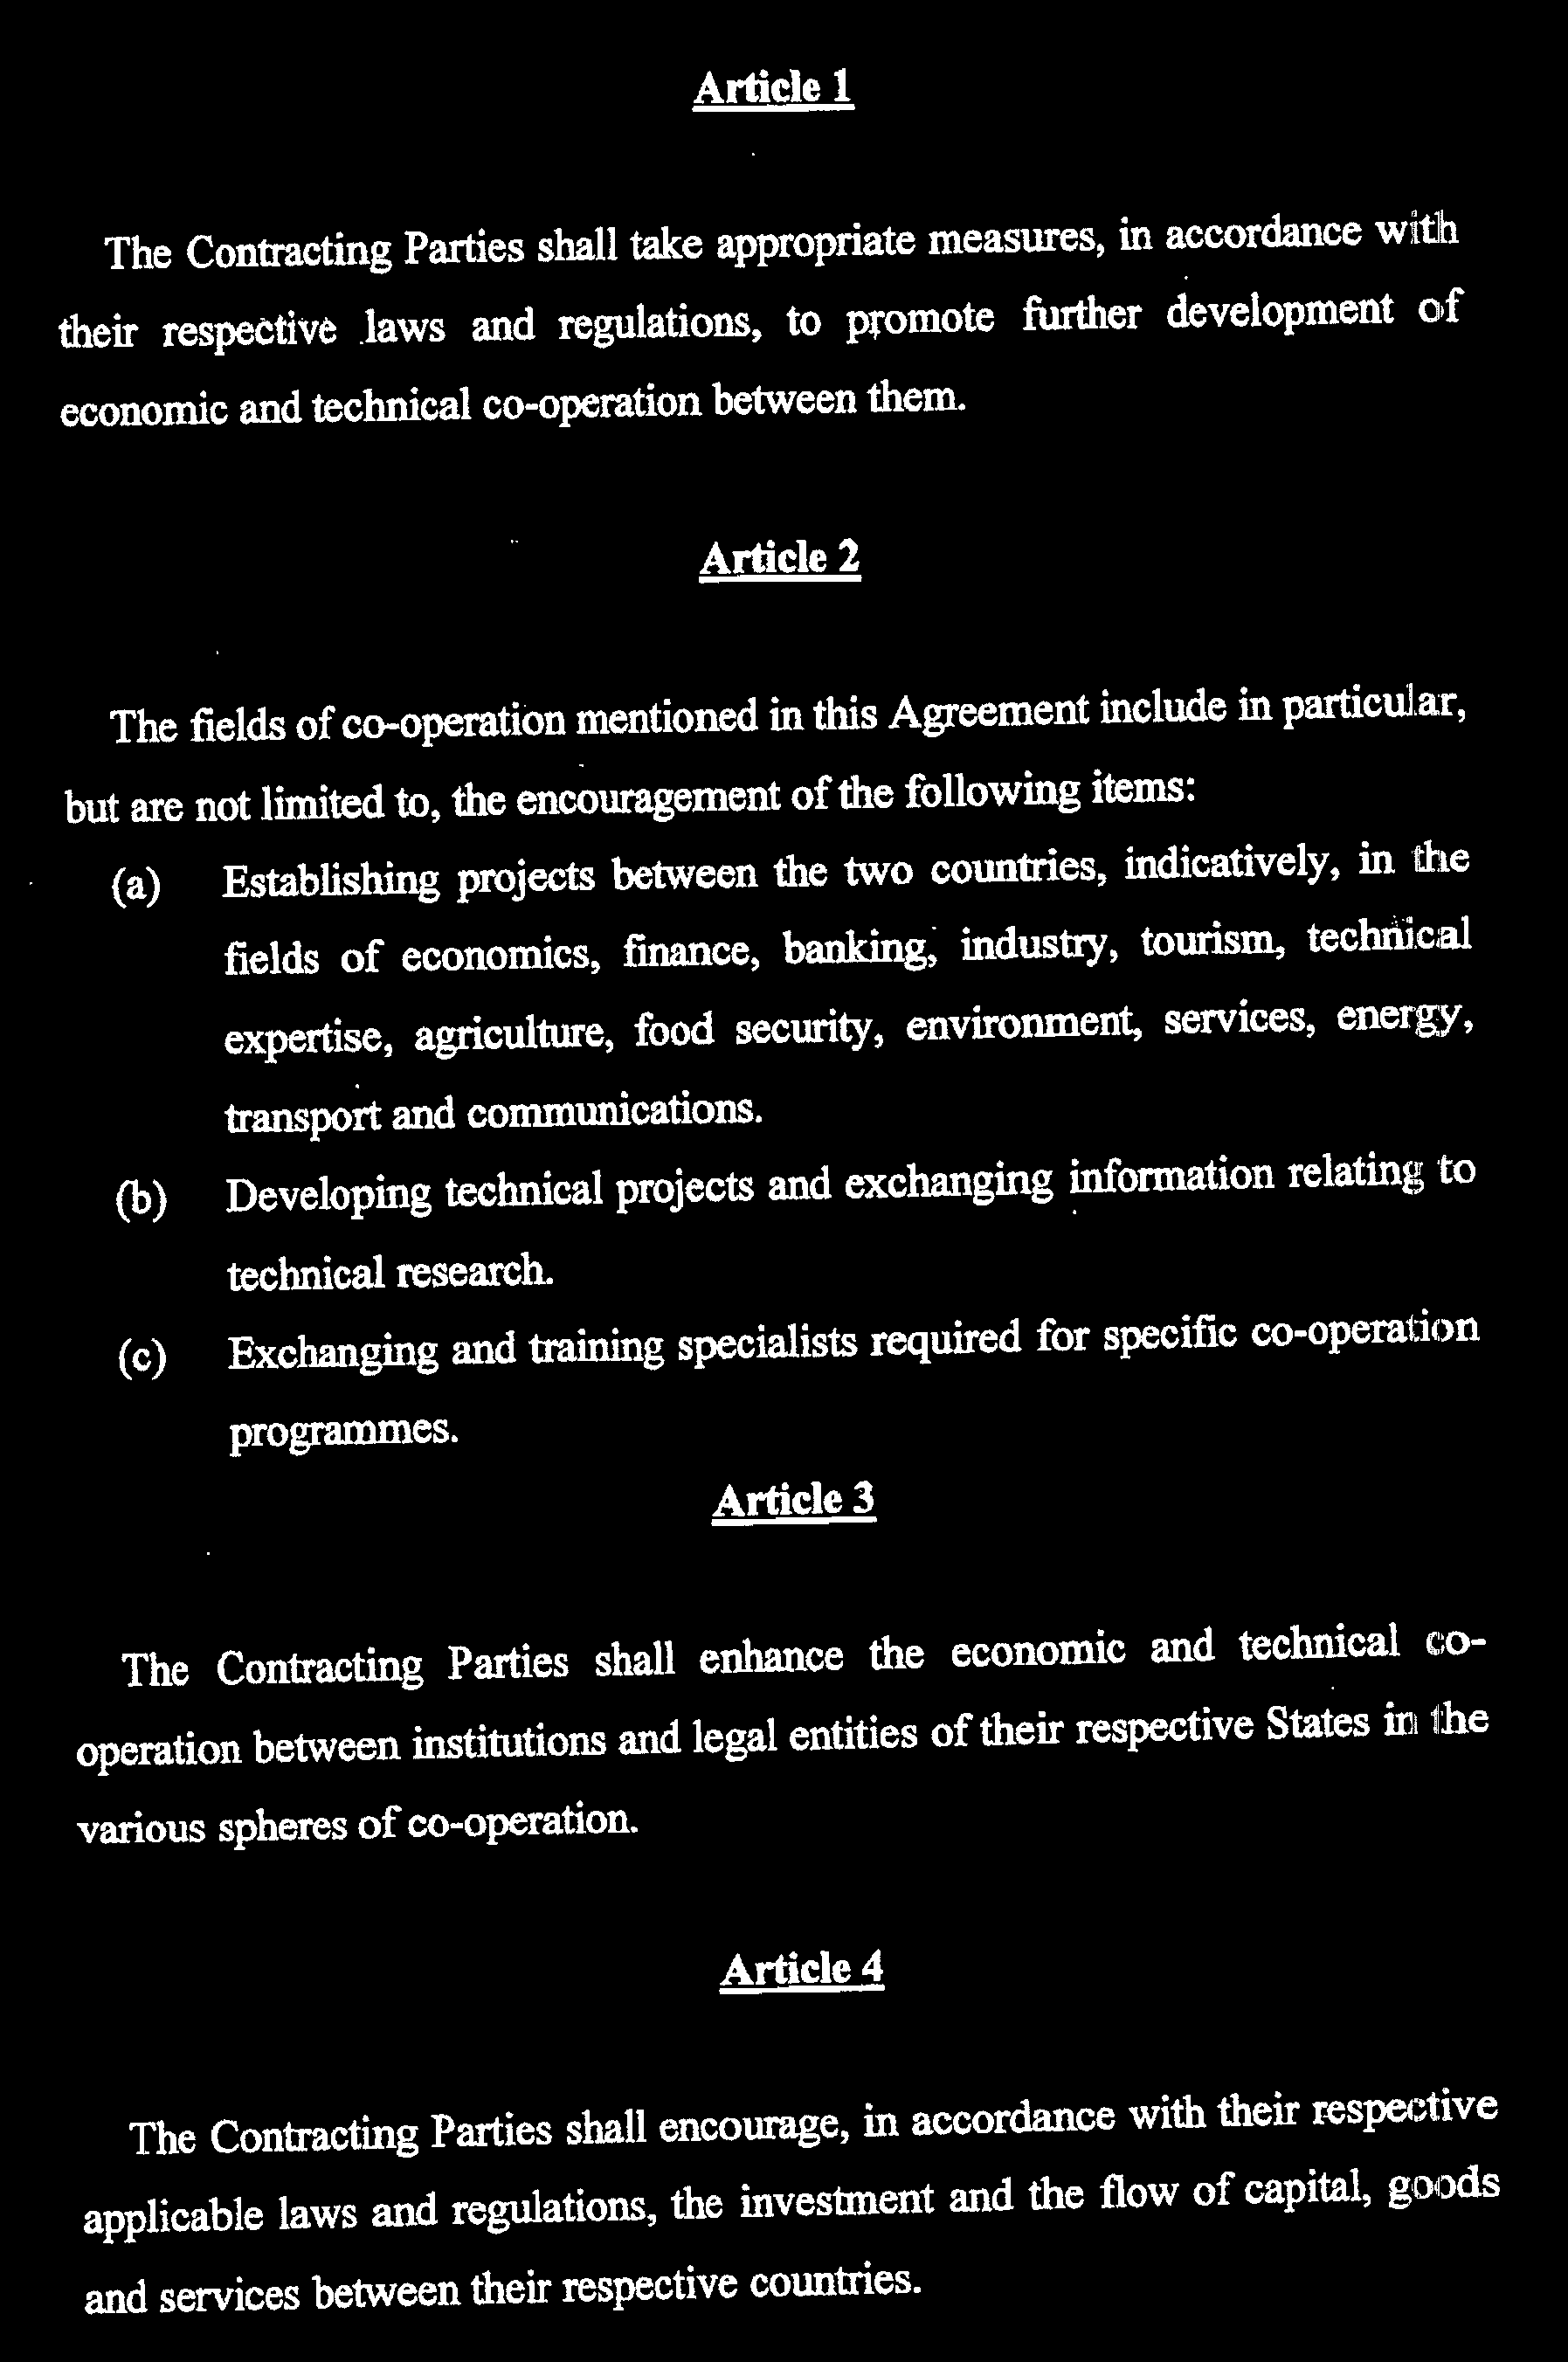 Article 1
The Contracting Parties shall take appropriate measures, in accordance with
their respective laws and regulations, to promote further development of
economic and technical co-operation between them.
Article 2
The fields of co-operation mentioned in this Agreement include in particular,
but are not limited to, the encouragement of the following items:
(a) Establishing projects between the two countries, indicatively, in the
fields of economics, finance, banking, industry, tourism, technical
expertise, agriculture, food security, environment, services, energy,
transport and communications.
(b) Developing technical projects and exchanging information relating to
technical research.
(c) Exchanging and training specialists required for specific co-operation
programmes.
Article 3
The Contracting Parties shall enhance the economic and technical co-
operation between institutions and legal entities of their respective States in the
various spheres of co-operation.
Article 4
The Contracting Parties shall encourage, in accordance with their respective
applicable laws and regulations, the investment and the flow of capital, goods
and services between their respective countries.